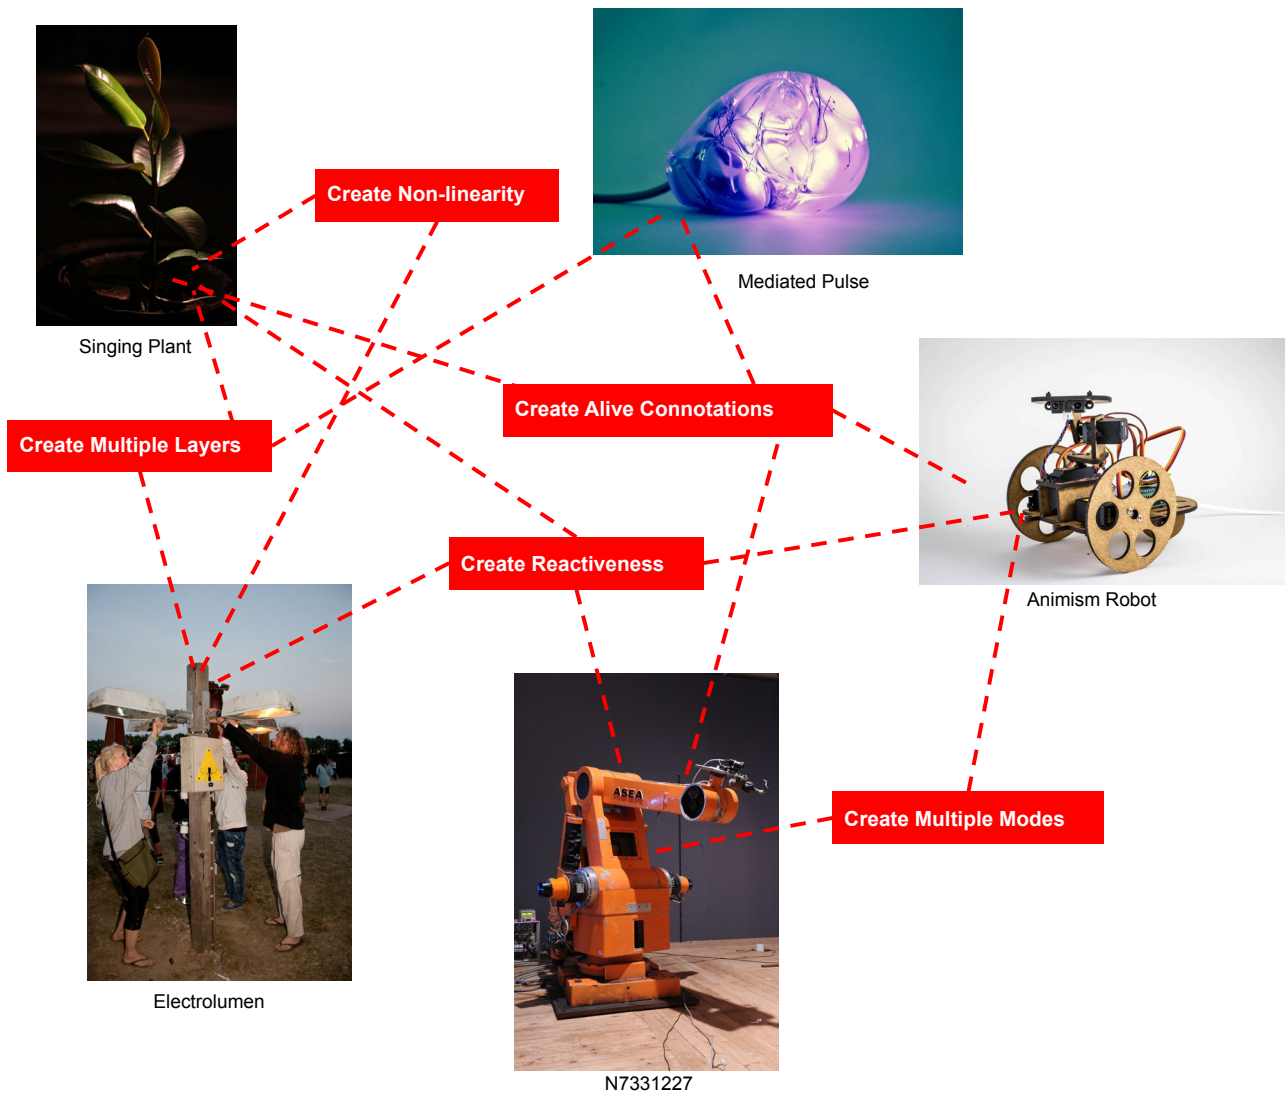 Create Non-linearity
Mediated Pulse
Singing Plant
Create Alive Connotations
Create Multiple Layers
Create Reactiveness
Animism Robot
ASEA
Create Multiple Modes
Electrolumen
N7331227